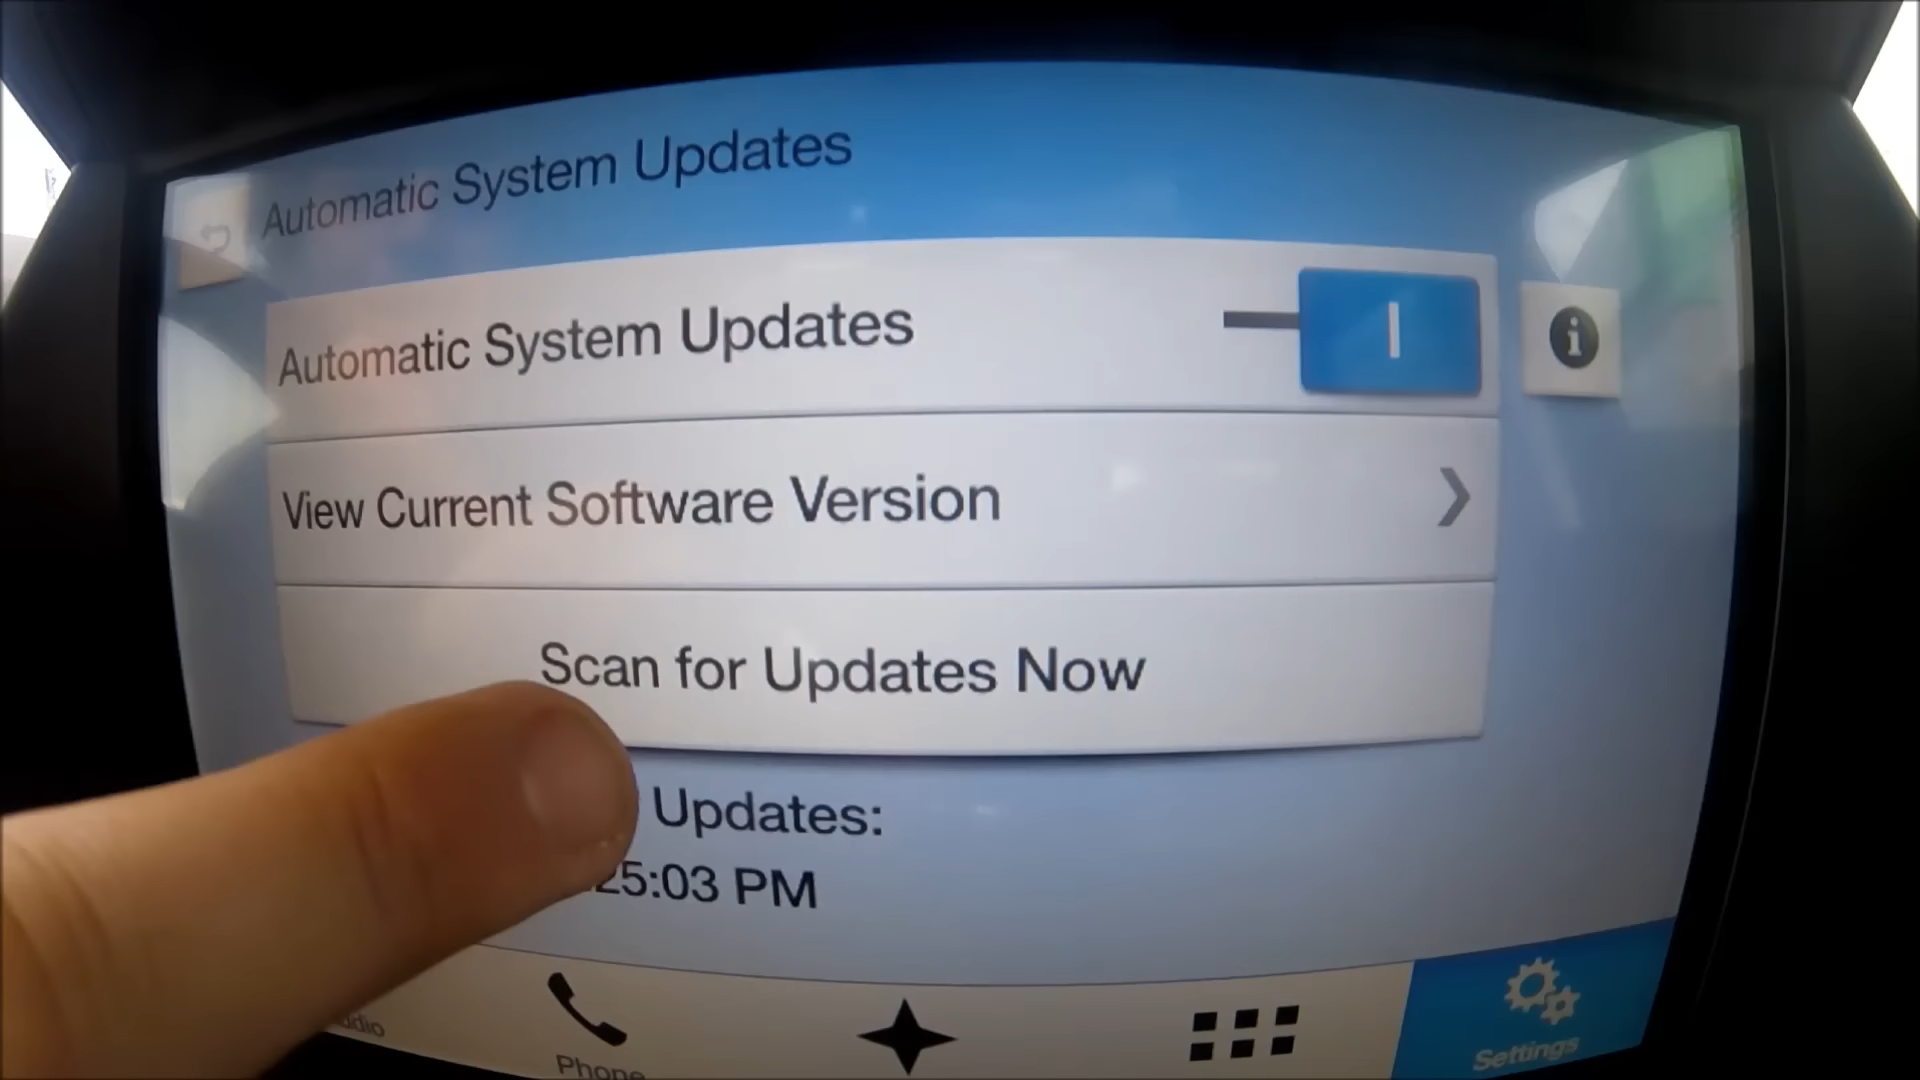 Automatic System Updates
Automatic System Updates
View Current Software Version
Scan for Updates Now
Updates:
25:03 PM
Phone
Settings